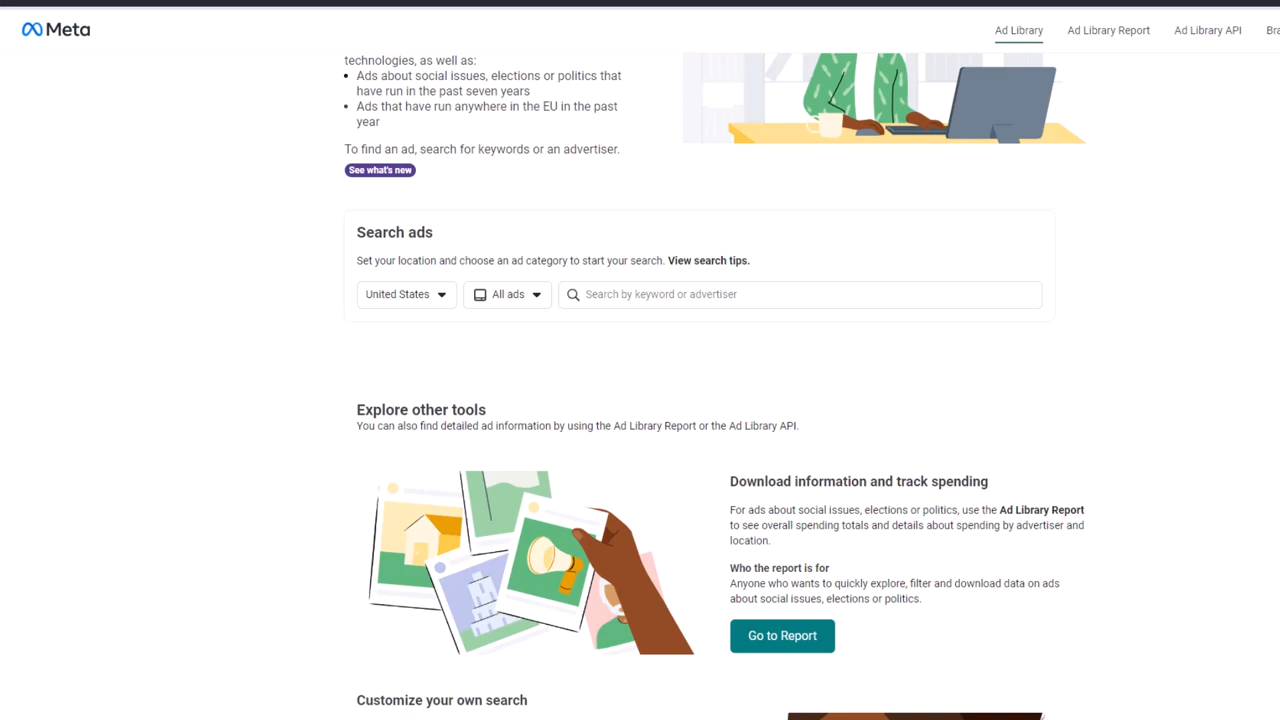 Meta
Ad Library
Ad Library Report
Ad Library API
technologies, as well as:
Ads about social issues, elections or politics that
have run in the past seven years
Ads that have run anywhere in the EU in the past
year
To find an ad, search for keywords or an advertiser.
See what's new
Search ads
Set your location and choose an ad category to start your search. View search tips.
United States
All ads
Search by keyword or advertiser
Explore other tools
You can also find detailed ad information by using the Ad Library Report or the Ad Library API.
Download information and track spending
For ads about social issues, elections or politics, use the Ad Library Report
to see overall spending totals and details about spending by advertiser and
location.
Who the report is for
Anyone who wants to quickly explore, filter and download data on ads
about social issues, elections or politics.
Go to Report
Customize your own search